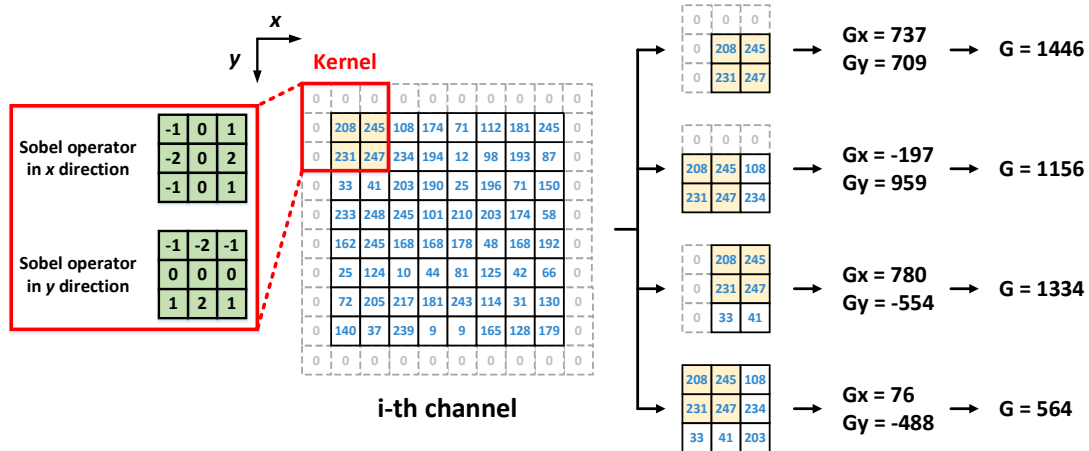 x
y
Kernel
Sobel operator
in x direction
-1 0 1
-2 0 2
-1 0 1
Sobel operator
in y direction
-1 -2 -1
0 0 0
1 2 1
0 0 0 0 0 0 0 0 0 0
0 208 245 108 174 71 112 181 245 0
0 231 247 234 194 12 98 193 87 0
0 33 41 203 190 25 196 71 150 0
0 233 248 245 101 210 203 174 58 0
0 162 245 168 168 178 48 168 192 0
0 25 124 10 44 81 125 42 66 0
0 72 205 217 181 243 114 31 130 0
0 140 37 239 9 9 165 128 179 0
0 0 0 0 0 0 0 0 0 0
i-th channel
0 0 0
0 208 245
0 231 247
Gx = 737
Gy = 709
G = 1446
0 0 0
208 245 108
231 247 234
Gx = -197
Gy = 959
G = 1156
0 208 245
0 231 247
0 33 41
Gx = 780
Gy = -554
G = 1334
208 245 108
231 247 234
33 41 203
Gx = 76
Gy = -488
G = 564